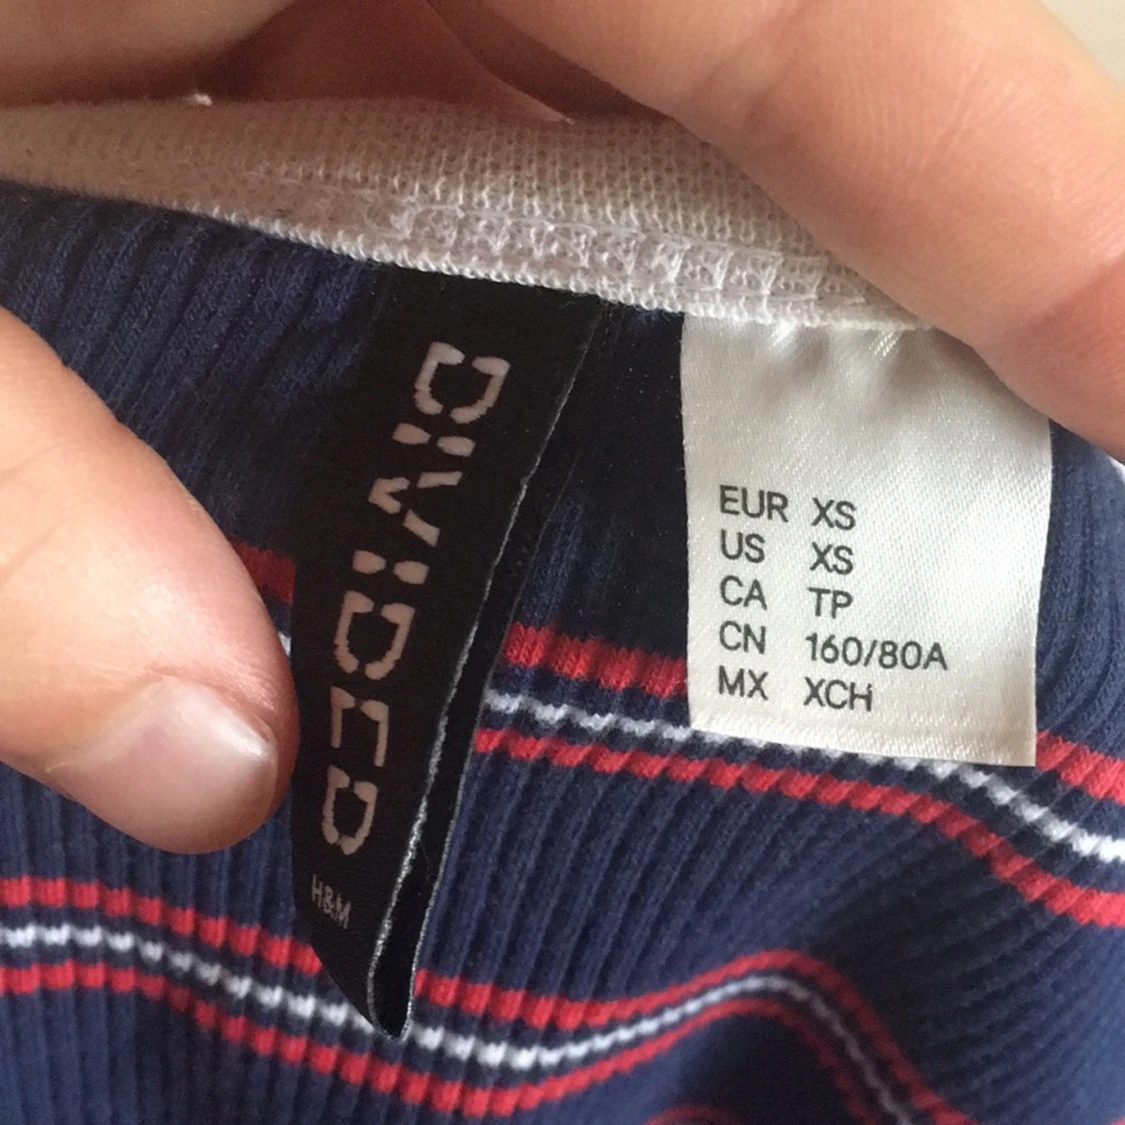 DIVIDED
H&M
EUR XS
US XS
CA TP
CN 160/80A
MX XCH